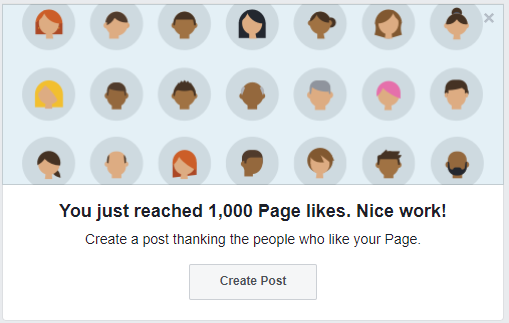 You just reached 1,000 Page likes. Nice work!
Create a post thanking the people who like your Page.
Create Post